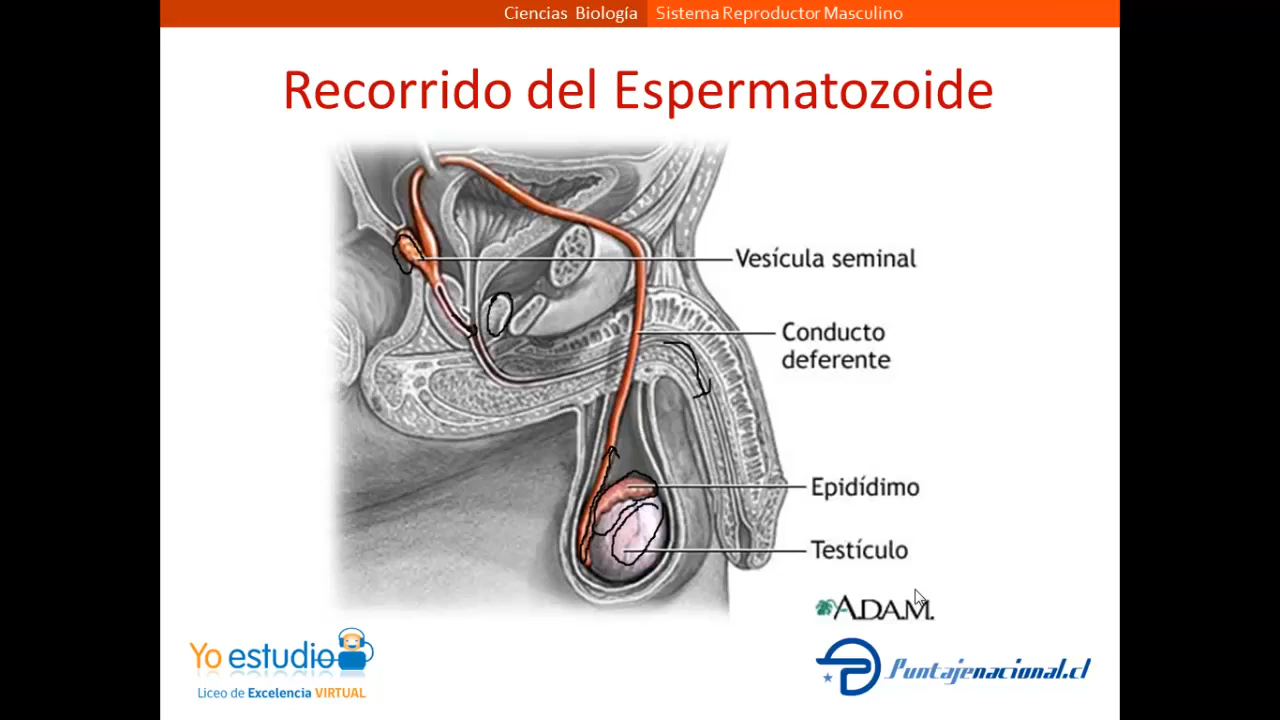 Ciencias Biología Sistema Reproductor Masculino
Recorrido del Espermatozoide
Vesícula seminal
Conducto
deferente
Epidídimo
Testículo
A.D.A.M.
Yo estudio
Liceo de Excelencia VIRTUAL
Puntajenacional.cl